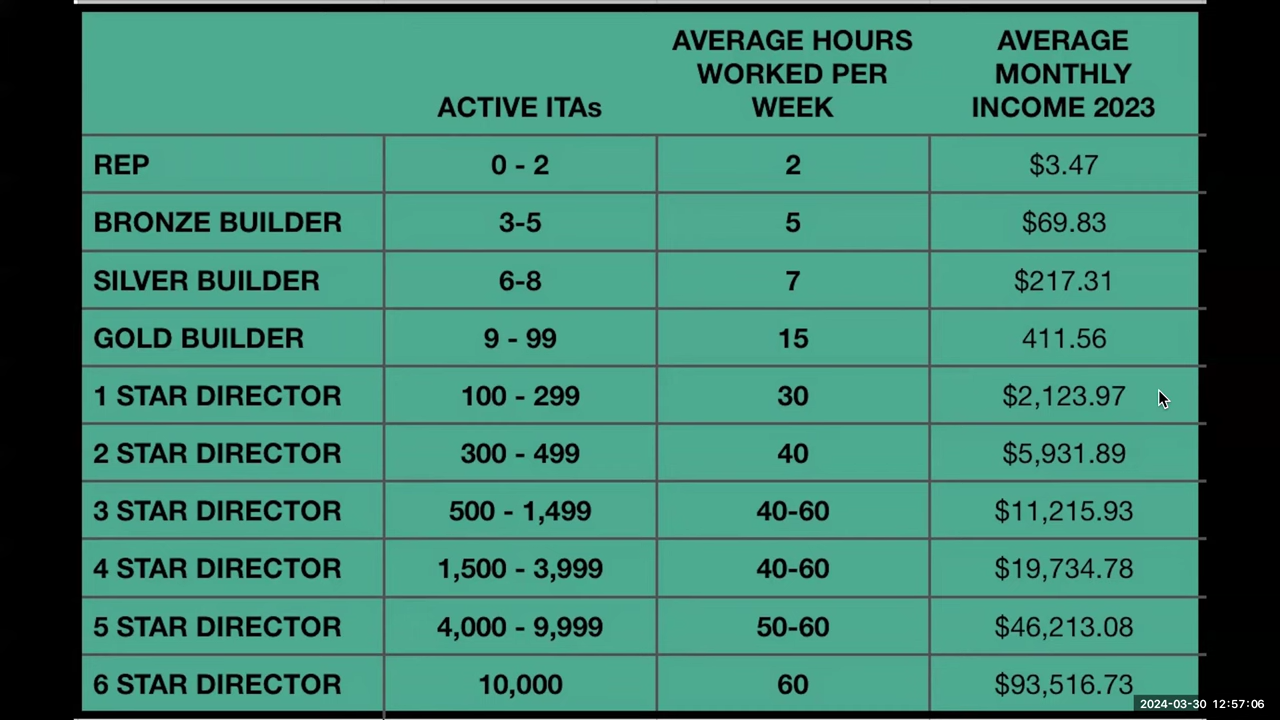 ACTIVE ITAs AVERAGE HOURS WORKED PER WEEK AVERAGE MONTHLY INCOME 2023
REP 0 - 2 2 $3.47
BRONZE BUILDER 3-5 5 $69.83
SILVER BUILDER 6-8 7 $217.31
GOLD BUILDER 9 - 99 15 411.56
1 STAR DIRECTOR 100 - 299 30 $2,123.97
2 STAR DIRECTOR 300 - 499 40 $5,931.89
3 STAR DIRECTOR 500 - 1,499 40-60 $11,215.93
4 STAR DIRECTOR 1,500 - 3,999 40-60 $19,734.78
5 STAR DIRECTOR 4,000 - 9,999 50-60 $46,213.08
6 STAR DIRECTOR 10,000 60 $93,516.73
2024-03-30 12:57:06